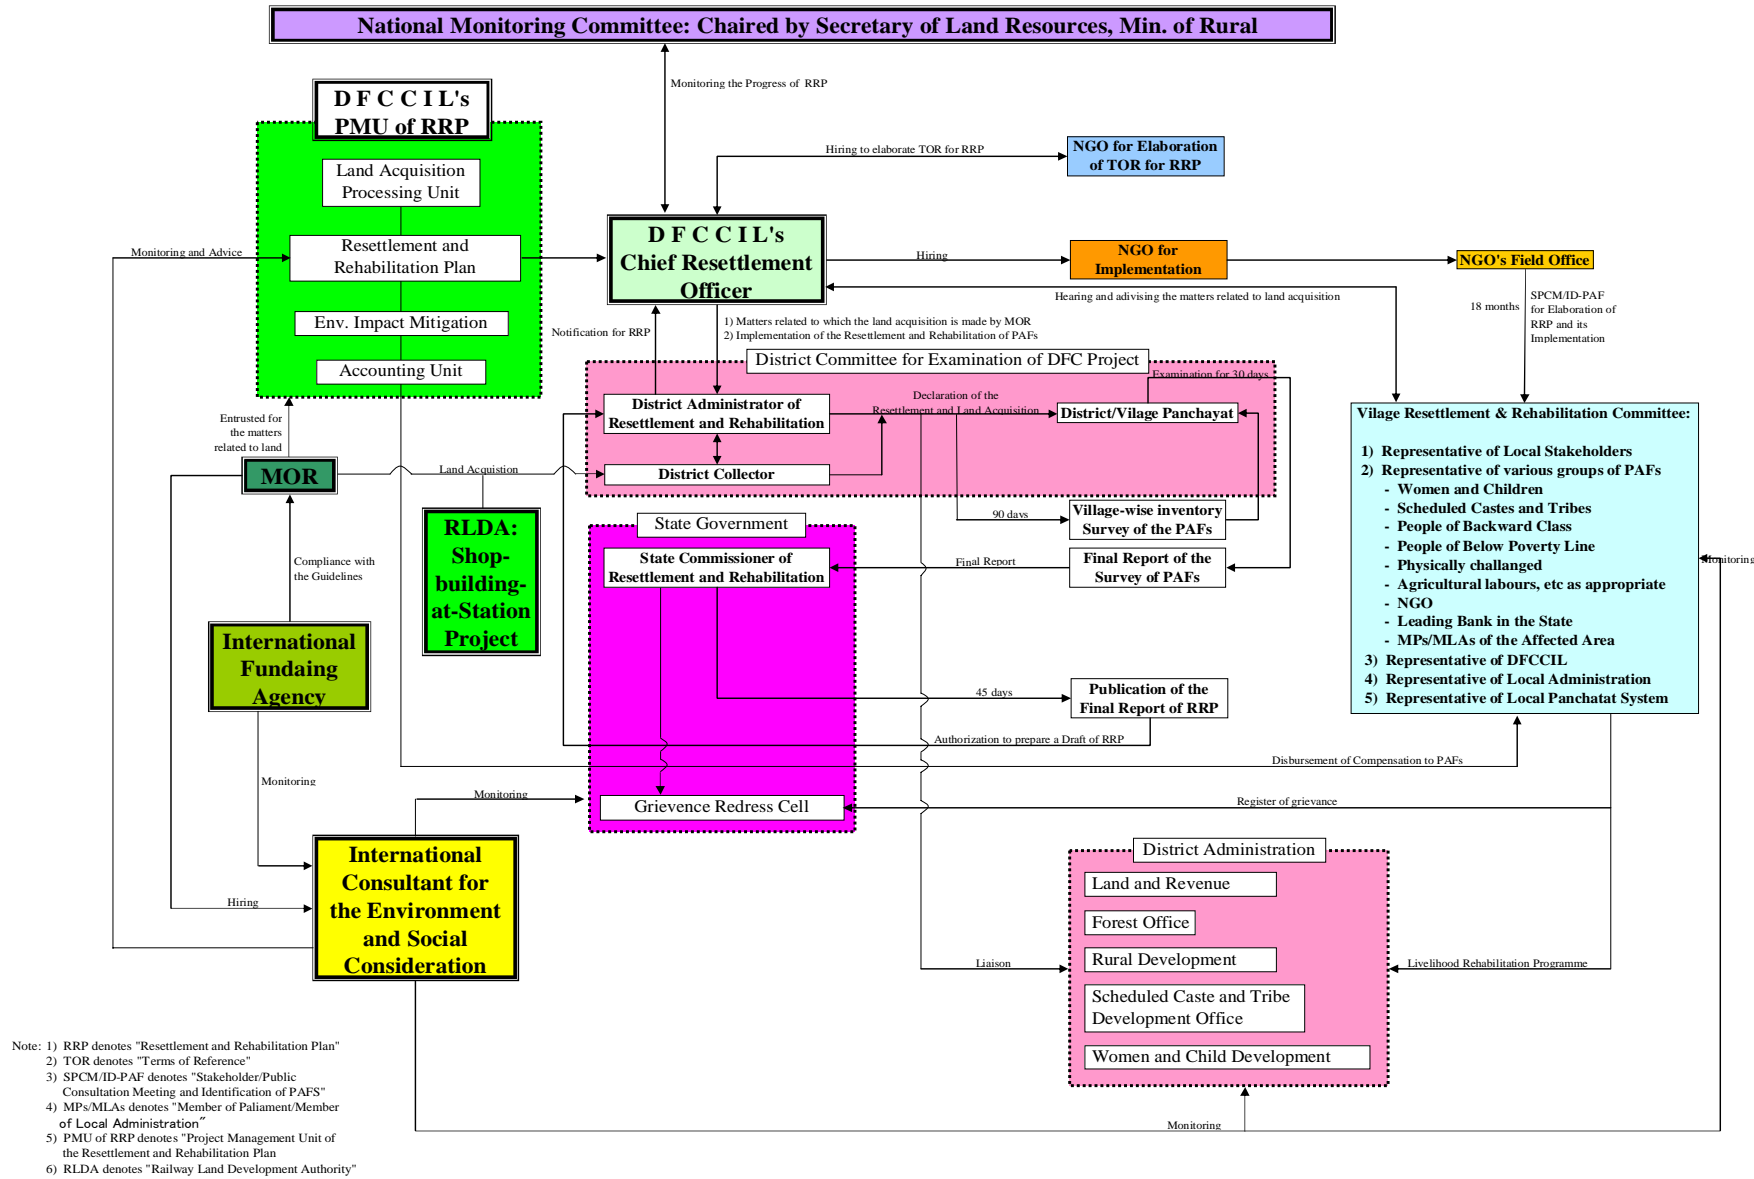 National Monitoring Committee: Chaired by Secretary of Land Resources, Min. of Rural
Monitoring the Progress of RRP
D F C C I L's
PMU of RRP
Land Acquisition
Processing Unit
Resettlement and
Rehabilitation Plan
Env. Impact Mitigation
Accounting Unit
Monitoring and Advice
Hiring to elaborate TOR for RRP
NGO for Elaboration
of TOR for RRP
D F C C I L's
Chief Resettlement
Officer
Hiring
NGO for
Implementation
NGO's Field Office
Hearing and adivising the matters related to land acquisition
18 months
SPCM/ID-PAF
for Elaboration of
RRP and its
Implementation
Notification for RRP
1) Matters related to which the land acquisition is made by MOR
2) Implementation of the Resettlement and Rehabilitation of PAFs
District Committee for Examination of DFC Project
Examination for 30 days
District Administrator of
Resettlement and Rehabilitation
Declaration of the
Resettlement and Land Acquisition
District/Vilage Panchayat
District Collector
Entrusted for
the matters
related to land
MOR
Land Acqustion
RLDA:
Shop-
building-
at-Station
Project
90 days
Village-wise inventory
Survey of the PAFs
State Government
State Commissioner of
Resettlement and Rehabilitation
Final Report
Final Report of the
Survey of PAFs
Compliance with
the Guidelines
International
Fundaing
Agency
45 days
Publication of the
Final Report of RRP
Authorization to prepare a Draft of RRP
Disbursement of Compensation to PAFs
Vilage Resettlement & Rehabilitation Committee:
1) Representative of Local Stakeholders
2) Representative of various groups of PAFs
- Women and Children
- Scheduled Castes and Tribes
- People of Backward Class
- People of Below Poverty Line
- Physically challanged
- Agricultural labours, etc as appropriate
- NGO
- Leading Bank in the State
- MPs/MLAs of the Affected Area
3) Representative of DFCCIL
4) Representative of Local Administration
5) Representative of Local Panchatat System
Monitoring
Monitoring
Monitoring
Grievence Redress Cell
Register of grievance
International
Consultant for
the Environment
and Social
Consideration
Hiring
District Administration
Land and Revenue
Forest Office
Rural Development
Scheduled Caste and Tribe
Development Office
Women and Child Development
Liaison
Livelihood Rehabilitation Programme
Monitoring
Note: 1) RRP denotes "Resettlement and Rehabilitation Plan"
2) TOR denotes "Terms of Reference"
3) SPCM/ID-PAF denotes "Stakeholder/Public
Consultation Meeting and Identification of PAFS"
4) MPs/MLAs denotes "Member of Paliament/Member
of Local Administration"
5) PMU of RRP denotes "Project Management Unit of
the Resettlement and Rehabilitation Plan
6) RLDA denotes "Railway Land Development Authority"